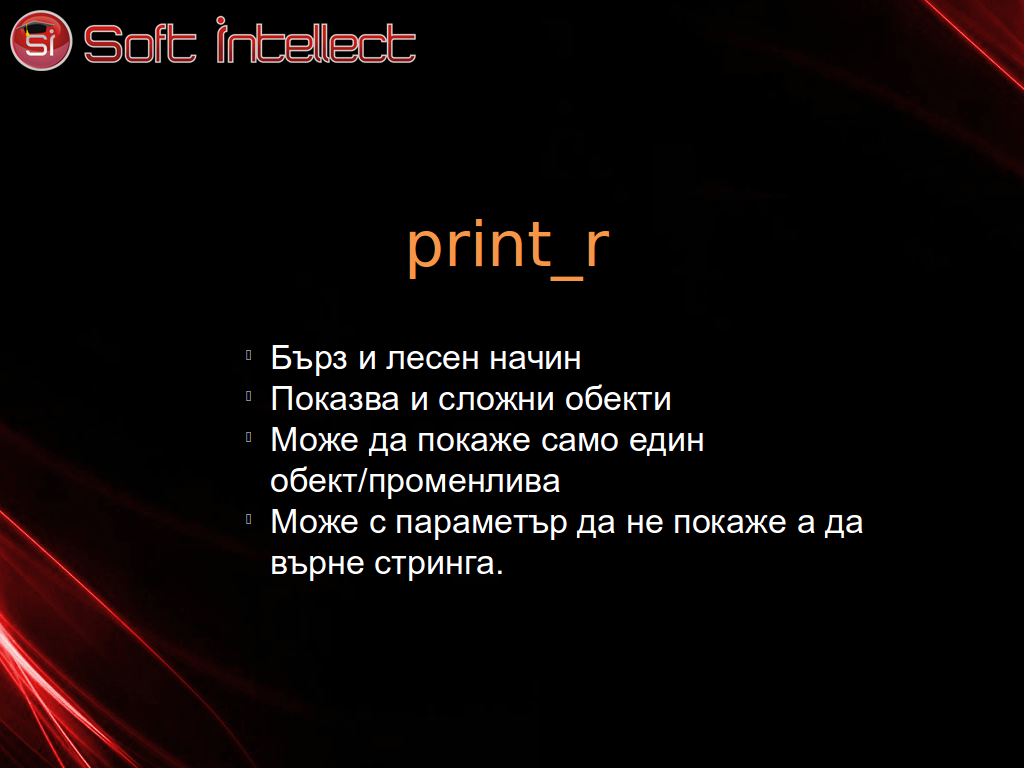 Si Soft Intellect
print_r
Бърз и лесен начин
Показва и сложни обекти
Може да покаже само един
обект/променлива
Може с параметър да не покаже а да
върне стринга.